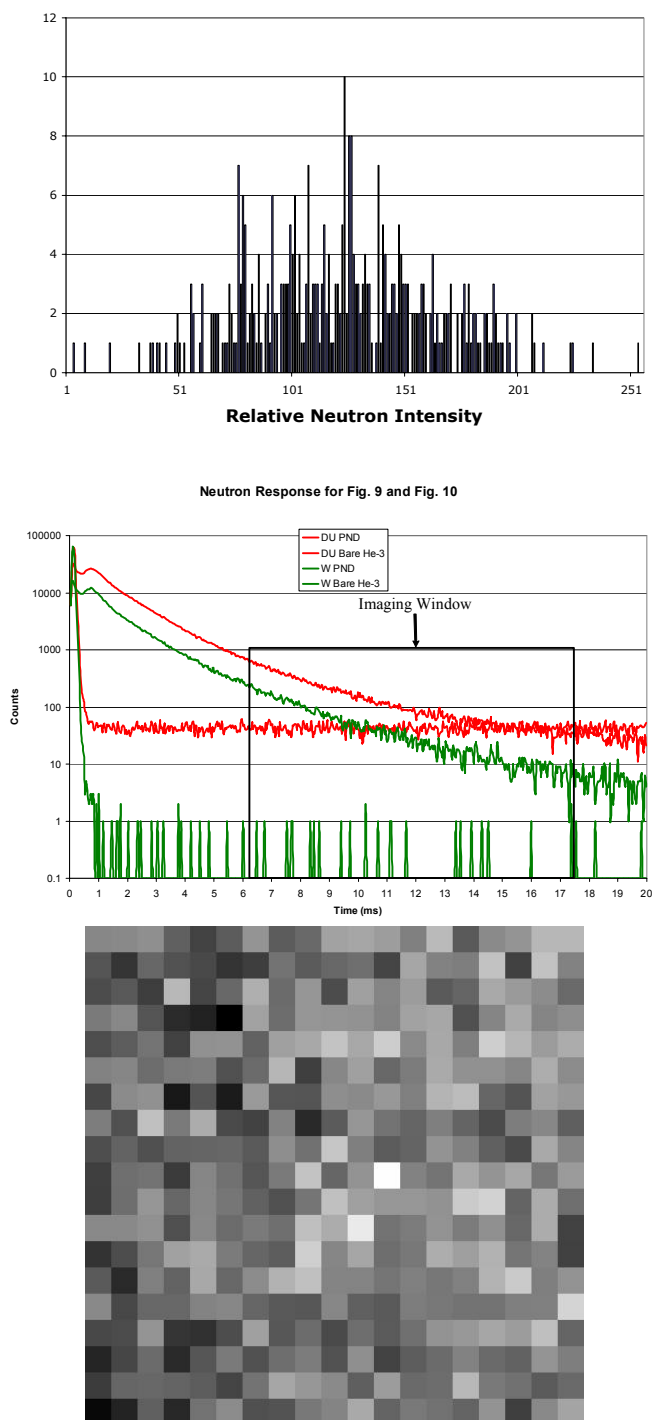 12
10
8
6
4
2
0
1 51 101 151 201 251
Relative Neutron Intensity
Neutron Response for Fig. 9 and Fig. 10
100000
10000
1000
100
10
1
0.1
Counts
DU PND
DU Bare He-3
W PND
W Bare He-3
Imaging Window
0 1 2 3 4 5 6 7 8 9 10 11 12 13 14 15 16 17 18 19 20
Time (ms)